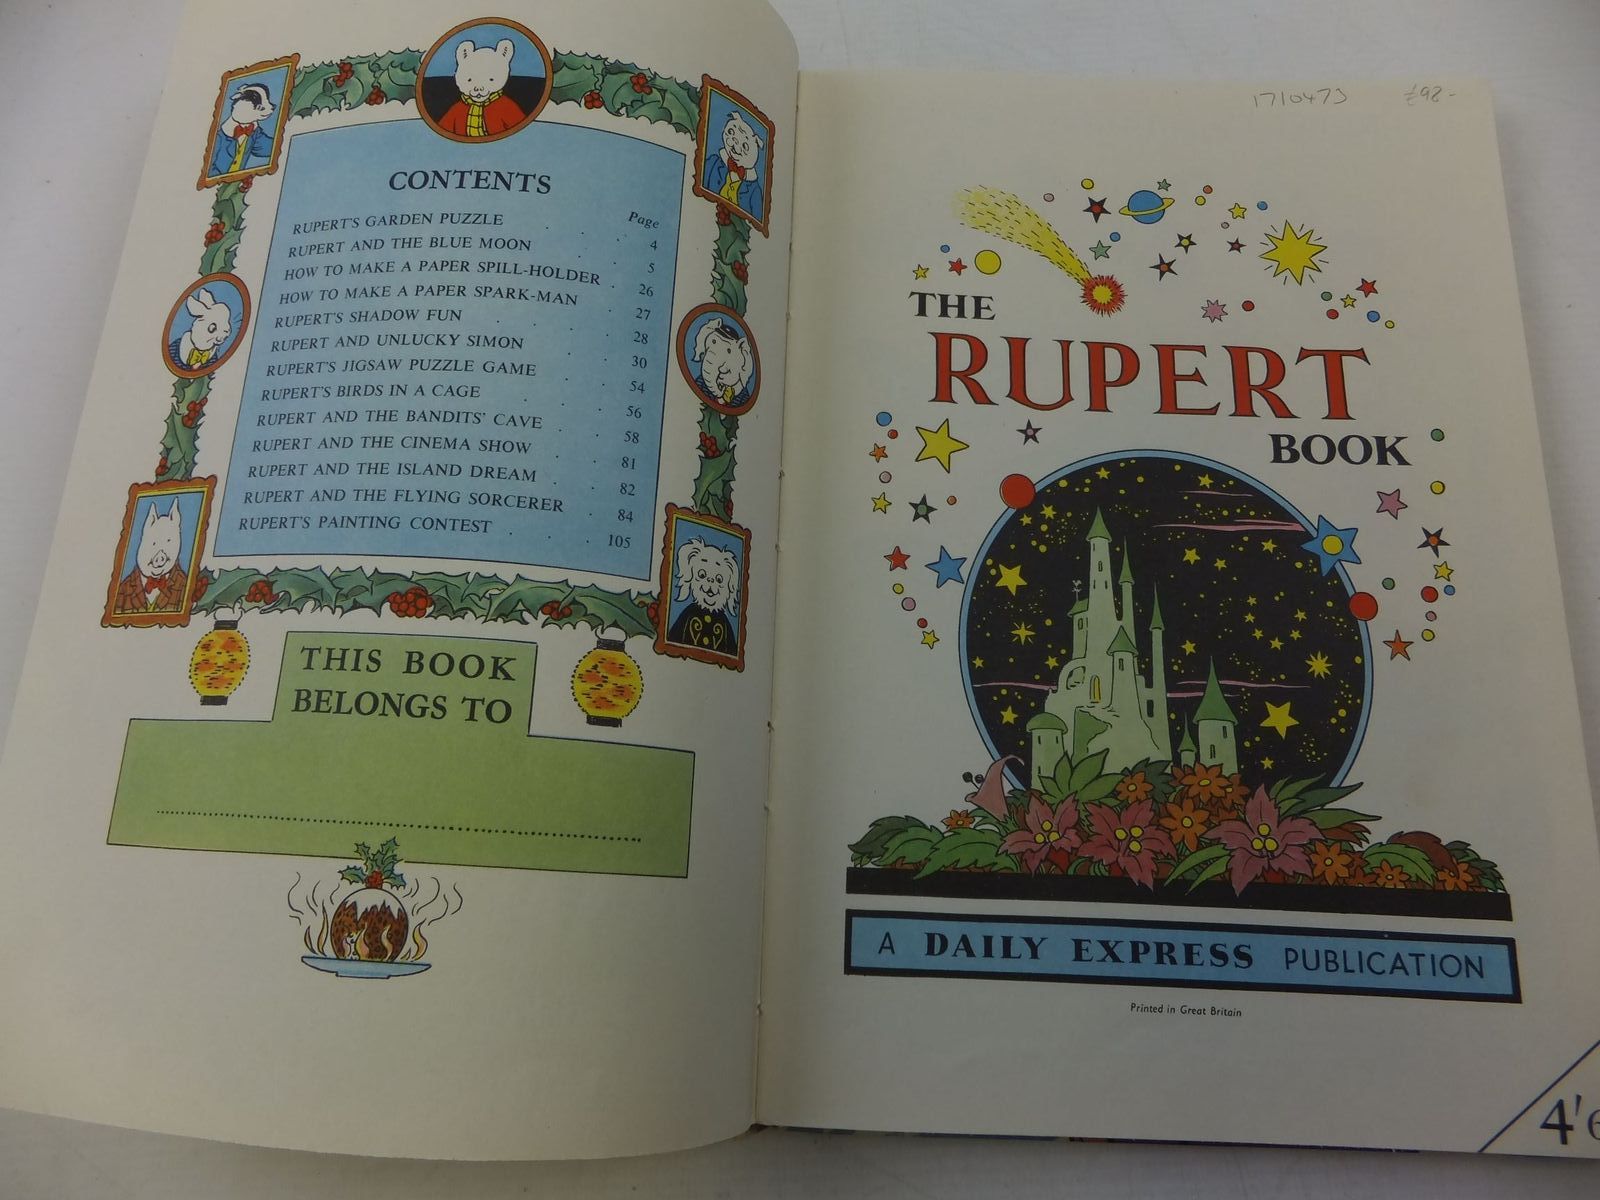 CONTENTS
Page
RUPERT'S GARDEN PUZZLE . . . 4
RUPERT AND THE BLUE MOON . . 5
HOW TO MAKE A PAPER SPILL-HOLDER . 26
HOW TO MAKE A PAPER SPARK-MAN . 27
RUPERT'S SHADOW FUN . . . . 28
RUPERT AND UNLUCKY SIMON . . 30
RUPERT'S JIGSAW PUZZLE GAME . . 54
RUPERT'S BIRDS IN A CAGE . . . 56
RUPERT AND THE BANDITS' CAVE . . 58
RUPERT AND THE CINEMA SHOW . . 81
RUPERT AND THE ISLAND DREAM . . 82
RUPERT AND THE FLYING SORCERER . 84
RUPERT'S PAINTING CONTEST . . . 105
THIS BOOK
BELONGS TO
1710473 £98-
THE
RUPERT
BOOK
A DAILY EXPRESS PUBLICATION
Printed in Great Britain
4'6